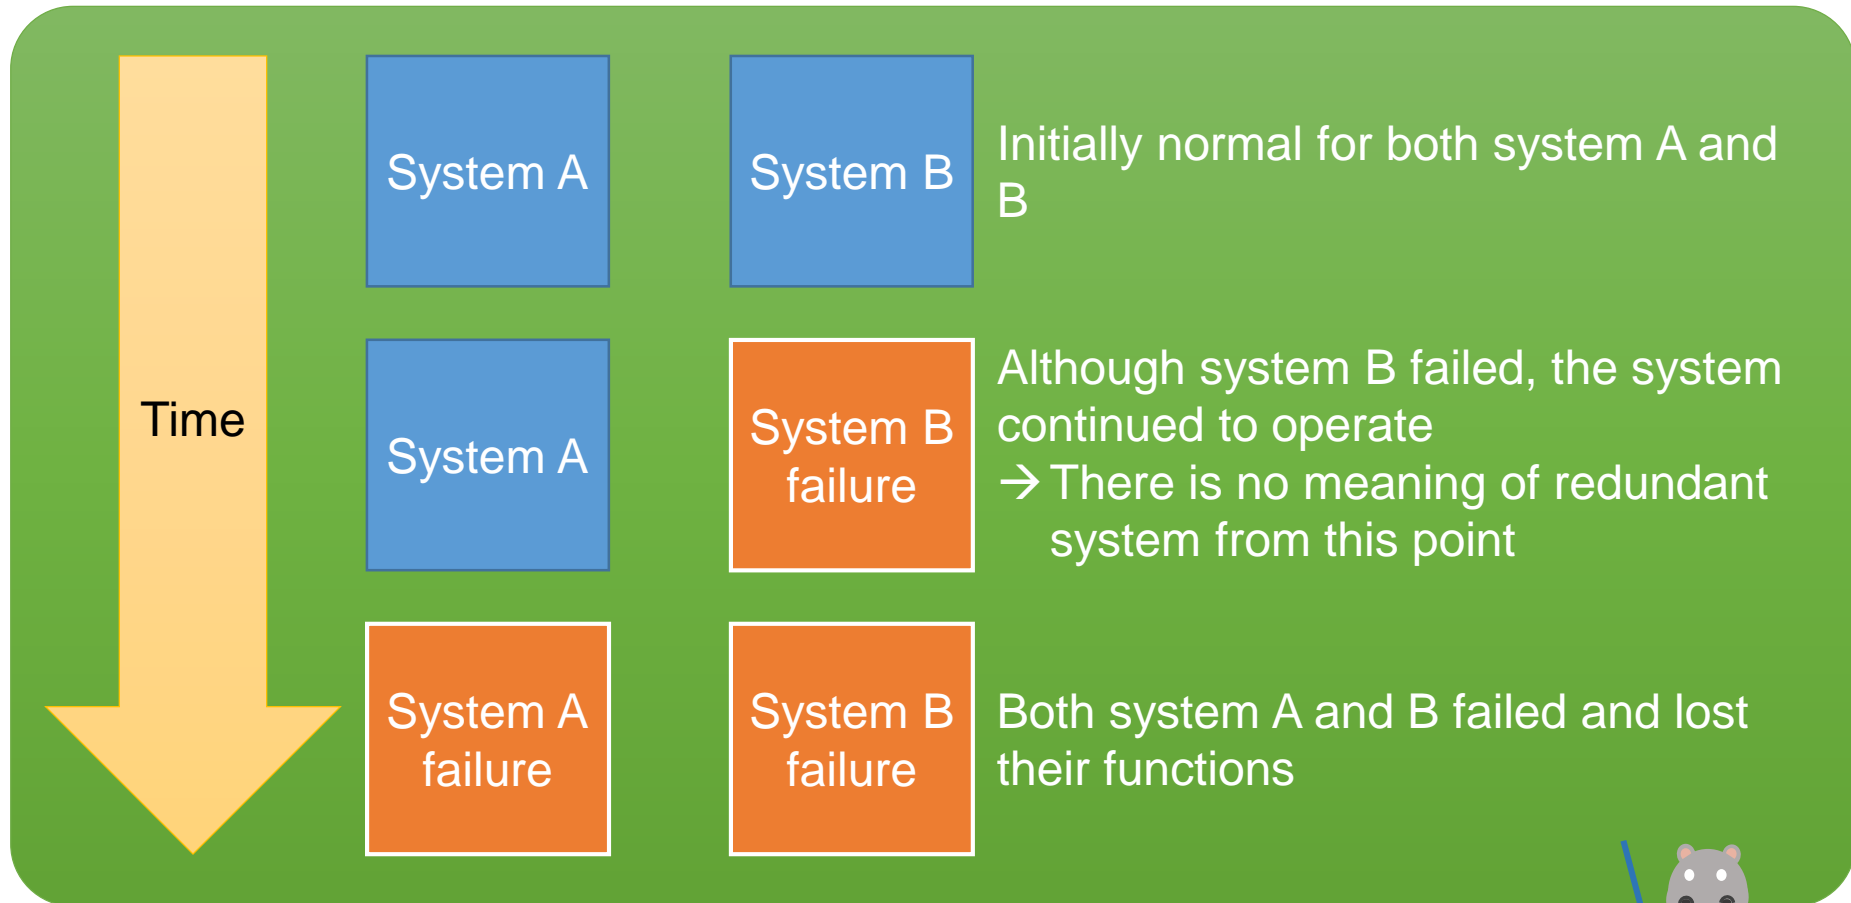 Time
System A
System B
Initially normal for both system A and
B
System A
System B
failure
Although system B failed, the system
continued to operate
→ There is no meaning of redundant
system from this point
System A
failure
System B
failure
Both system A and B failed and lost
their functions